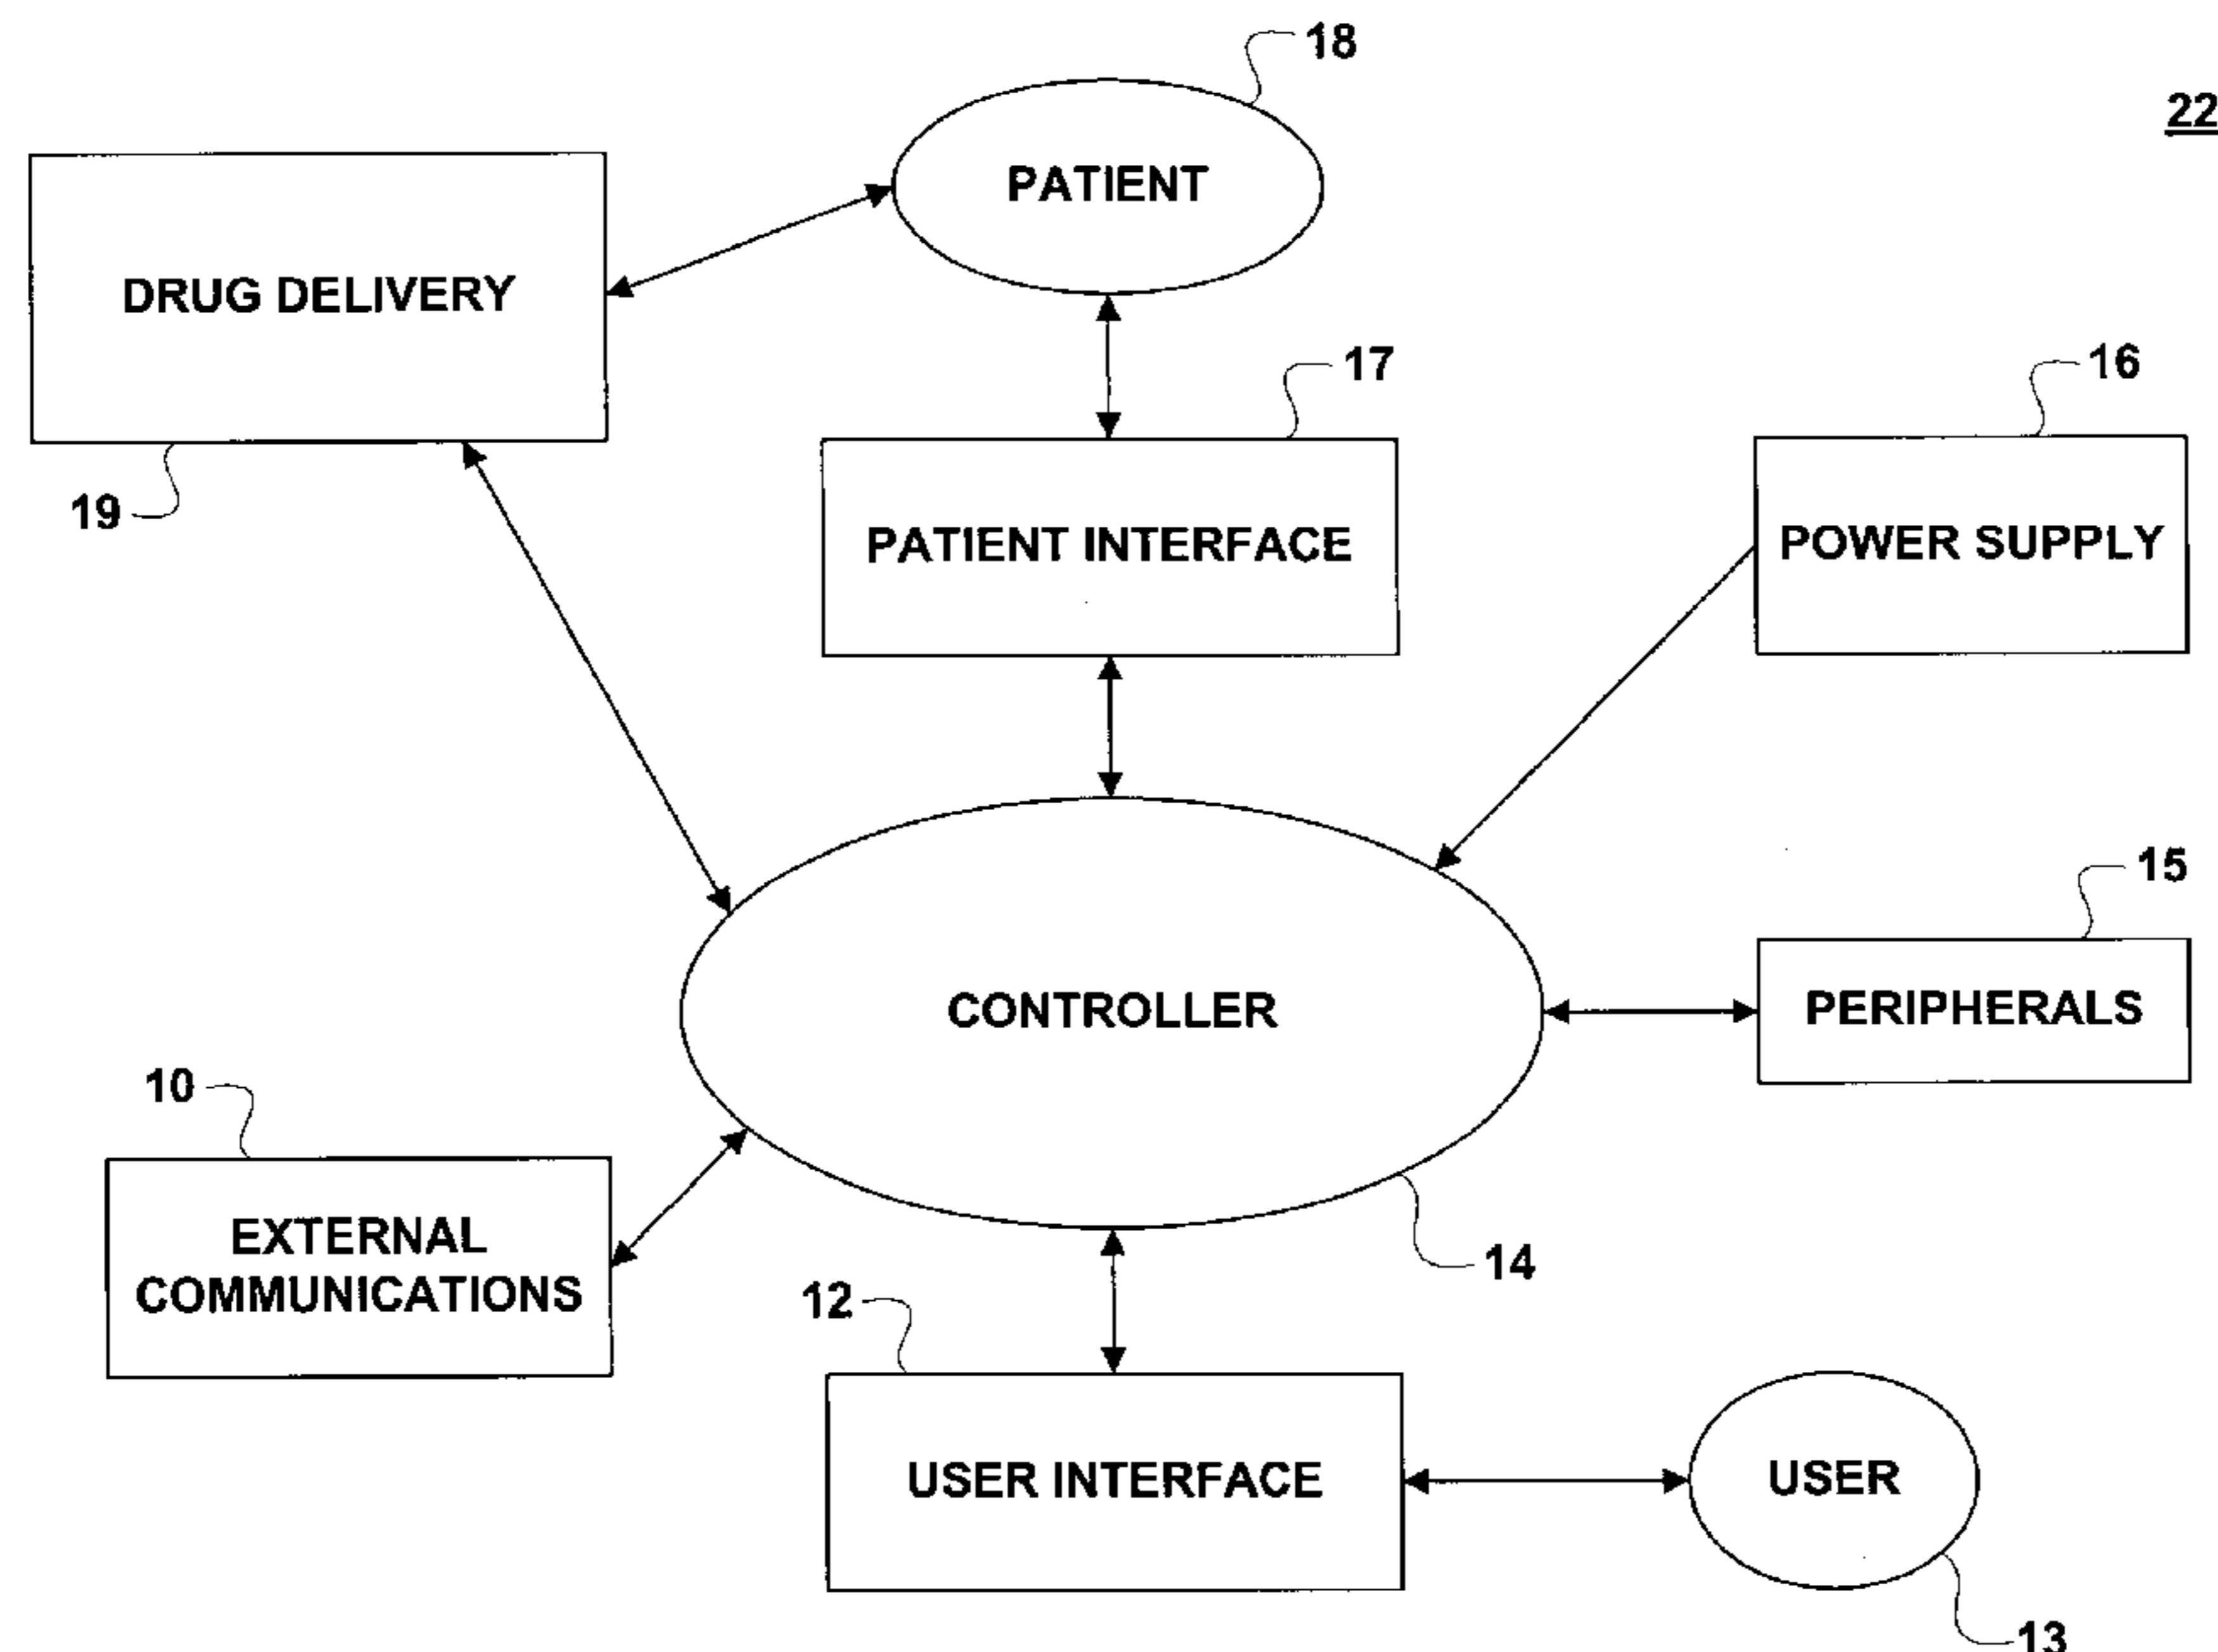 18
22
PATIENT
DRUG DELIVERY
17
16
19
PATIENT INTERFACE
POWER SUPPLY
15
CONTROLLER
PERIPHERALS
10
EXTERNAL
COMMUNICATIONS
14
12
USER INTERFACE
USER
13